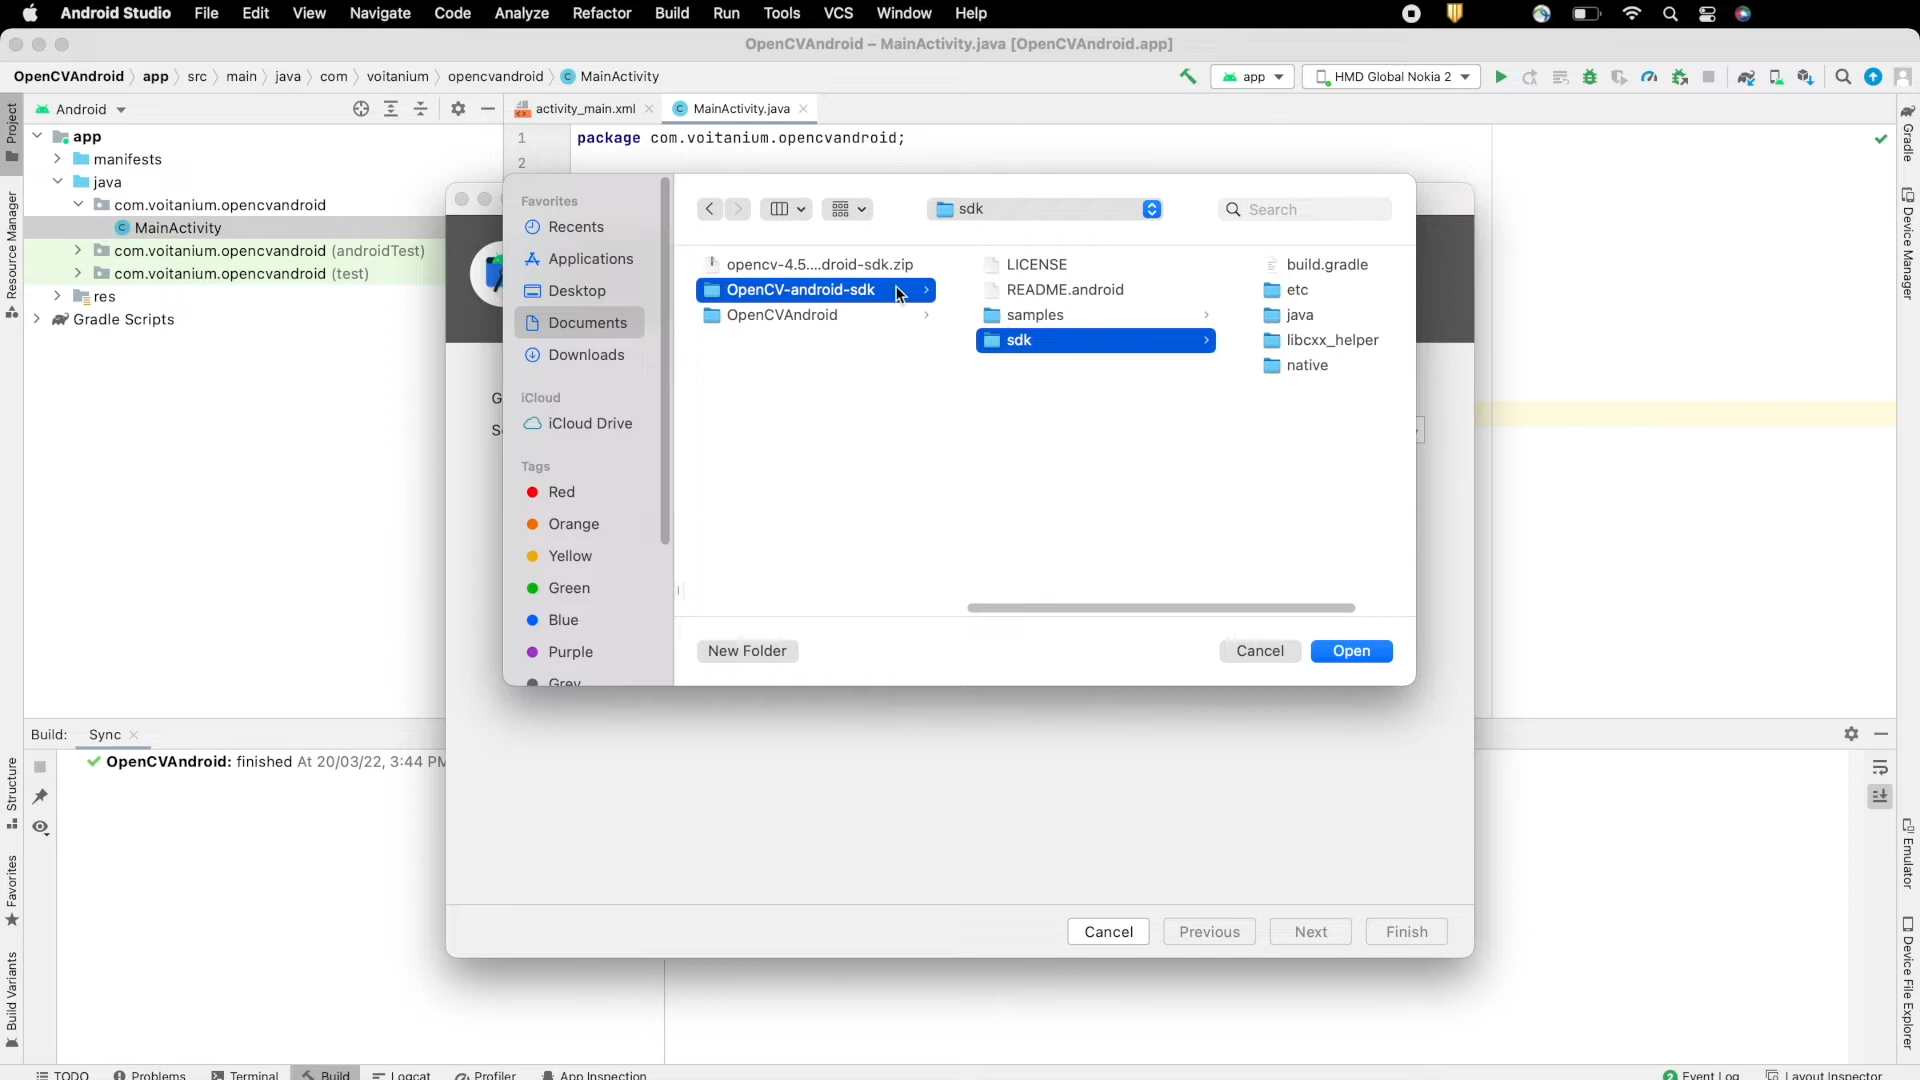 Android Studio File Edit View Navigate Code Analyze Refactor Build Run Tools VCS Window Help
OpenCVAndroid – MainActivity.java [OpenCVAndroid.app]
OpenCVAndroid app src main java com voitanium opencvandroid MainActivity
app HMD Global Nokia 2
Project
Android
activity_main.xml MainActivity.java
Gradle
app
1 package com.voitanium.opencvandroid;
manifests
2
java
com.voitanium.opencvandroid
MainActivity
com.voitanium.opencvandroid (androidTest)
com.voitanium.opencvandroid (test)
res
Gradle Scripts
Resource Manager
Device Manager
Favorites
Recents
Applications
Desktop
Documents
Downloads
iCloud
iCloud Drive
Tags
Red
Orange
Yellow
Green
Blue
Purple
Grey
sdk
Search
opencv-4.5....droid-sdk.zip
OpenCV-android-sdk
OpenCVAndroid
LICENSE
README.android
samples
sdk
build.gradle
etc
java
libcxx_helper
native
G
S
New Folder Cancel Open
Build: Sync
OpenCVAndroid: finished At 20/03/22, 3:44 PM
Cancel Previous Next Finish
Structure
Favorites
Build Variants
Emulator
Device File Explorer
TODO Problems Terminal Build Logcat Profiler App Inspection
2 Event Log Layout Inspector